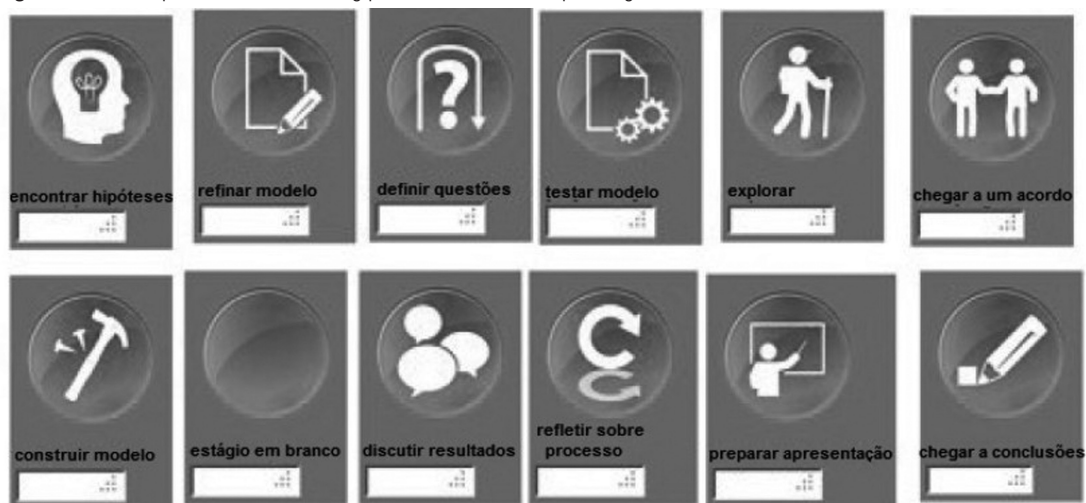 encontrar hipóteses
refinar modelo
definir questões
testar modelo
explorar
chegar a um acordo
construir modelo
estágio em branco
discutir resultados
refletir sobre
processo
preparar apresentação
chegar a conclusões